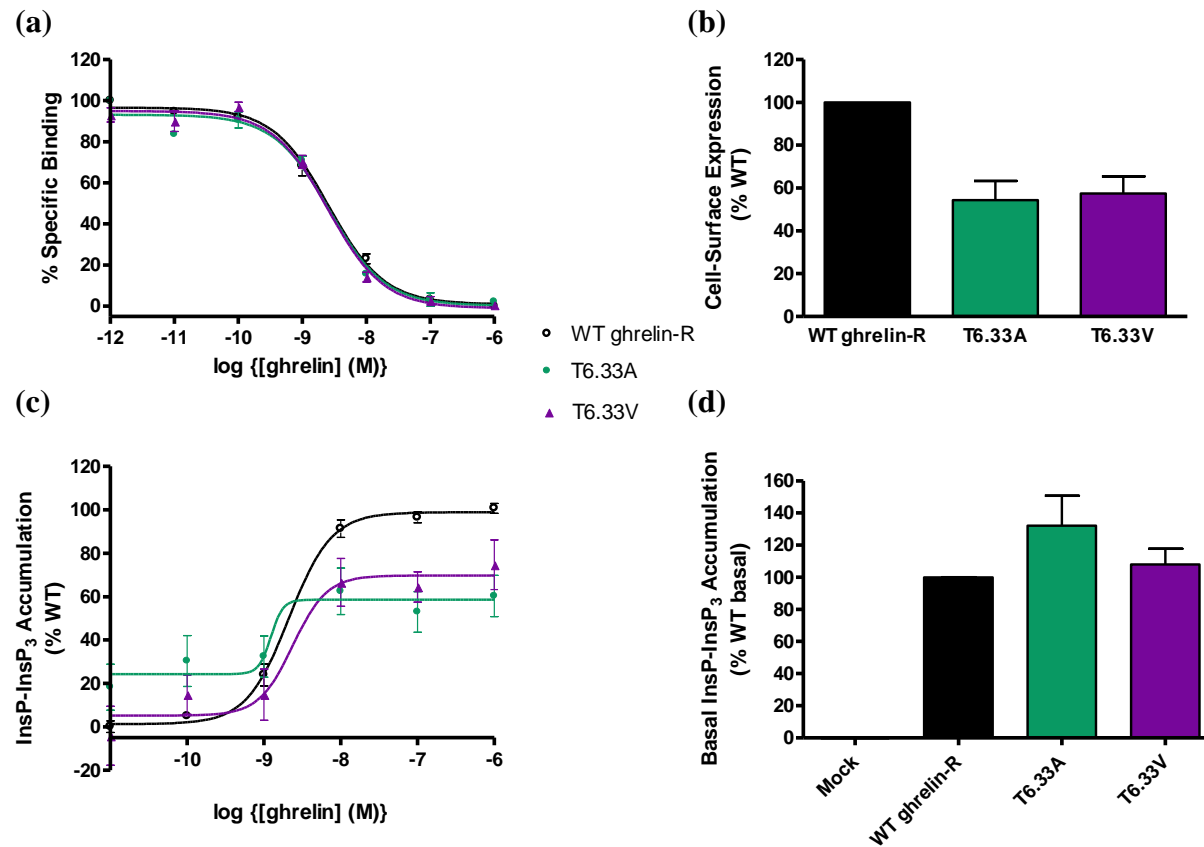 (a)
120
100
80
60
40
20
0
% Specific Binding
-12 -11 -10 -9 -8 -7 -6
log {[ghrelin] (M)}
(b)
120
100
80
60
40
20
0
Cell-Surface Expression
(% WT)
WT ghrelin-R T6.33A T6.33V
WT ghrelin-R
T6.33A
T6.33V
(c)
120
100
80
60
40
20
0
-20
InsP-InsP3 Accumulation
(% WT)
-10 -9 -8 -7 -6
log {[ghrelin] (M)}
(d)
160
140
120
100
80
60
40
20
0
Basal InsP-InsP3 Accumulation
(% WT basal)
Mock WT ghrelin-R T6.33A T6.33V